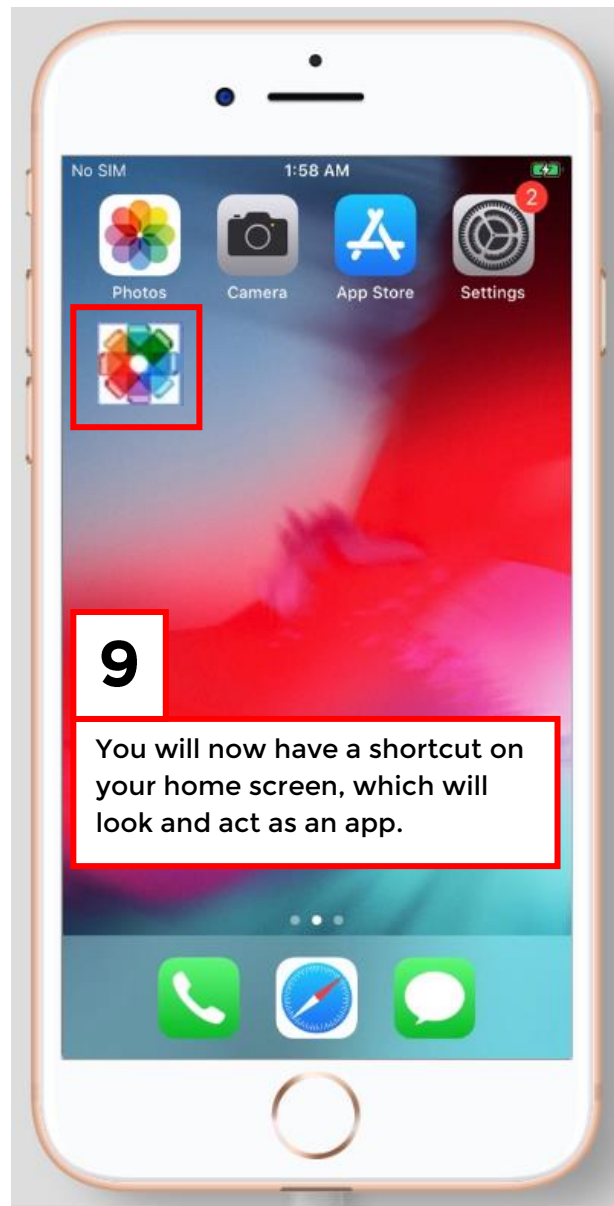 No SIM 1:58 AM
2
Photos Camera App Store Settings
9
You will now have a shortcut on
your home screen, which will
look and act as an app.